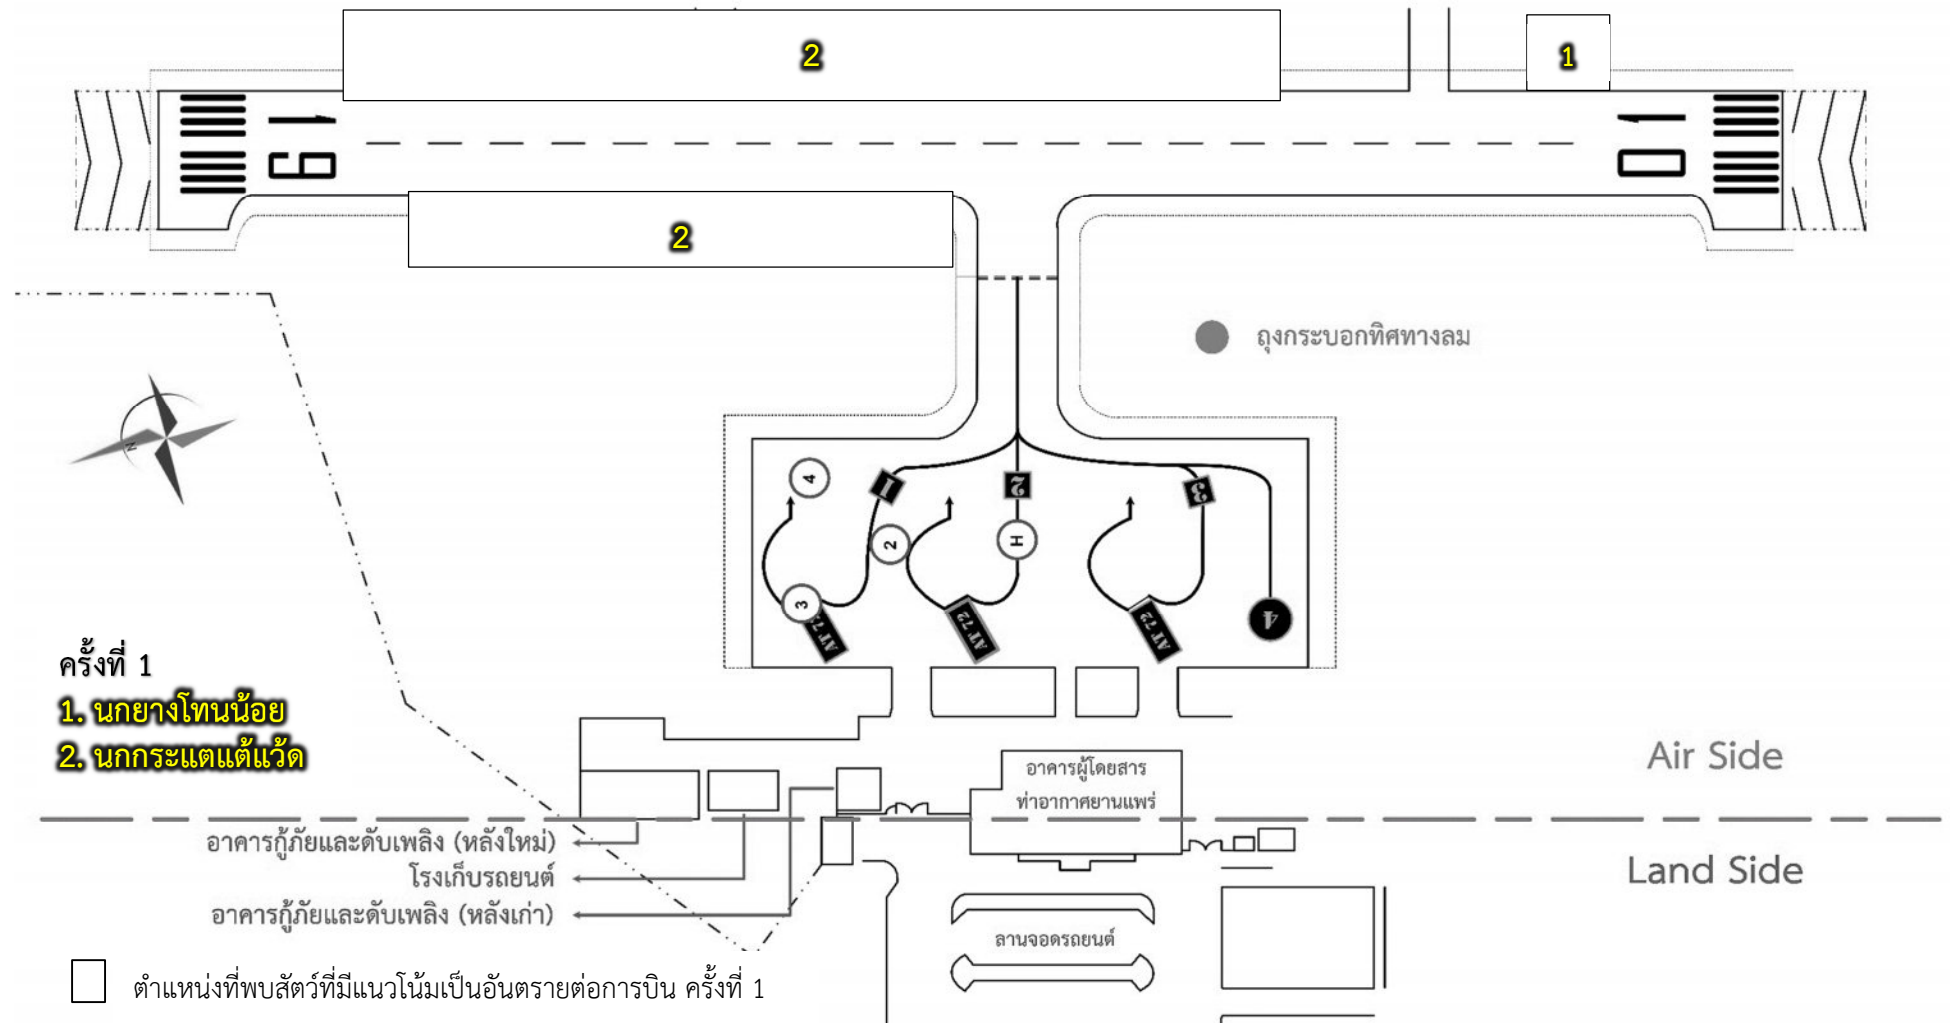 2
1
19
01
2
ถุงกระบอกทิศทางลม
N
4
1
2
3
2
H
3
AT 7
AT 72
AT 72
4
ครั้งที่ 1
1. นกยางโทนน้อย
2. นกกระแตแต้แว้ด
อาคารผู้โดยสาร
ท่าอากาศยานแพร่
Air Side
อาคารกู้ภัยและดับเพลิง (หลังใหม่)
Land Side
โรงเก็บรถยนต์
อาคารกู้ภัยและดับเพลิง (หลังเก่า)
ลานจอดรถยนต์
ตำแหน่งที่พบสัตว์ที่มีแนวโน้มเป็นอันตรายต่อการบิน ครั้งที่ 1